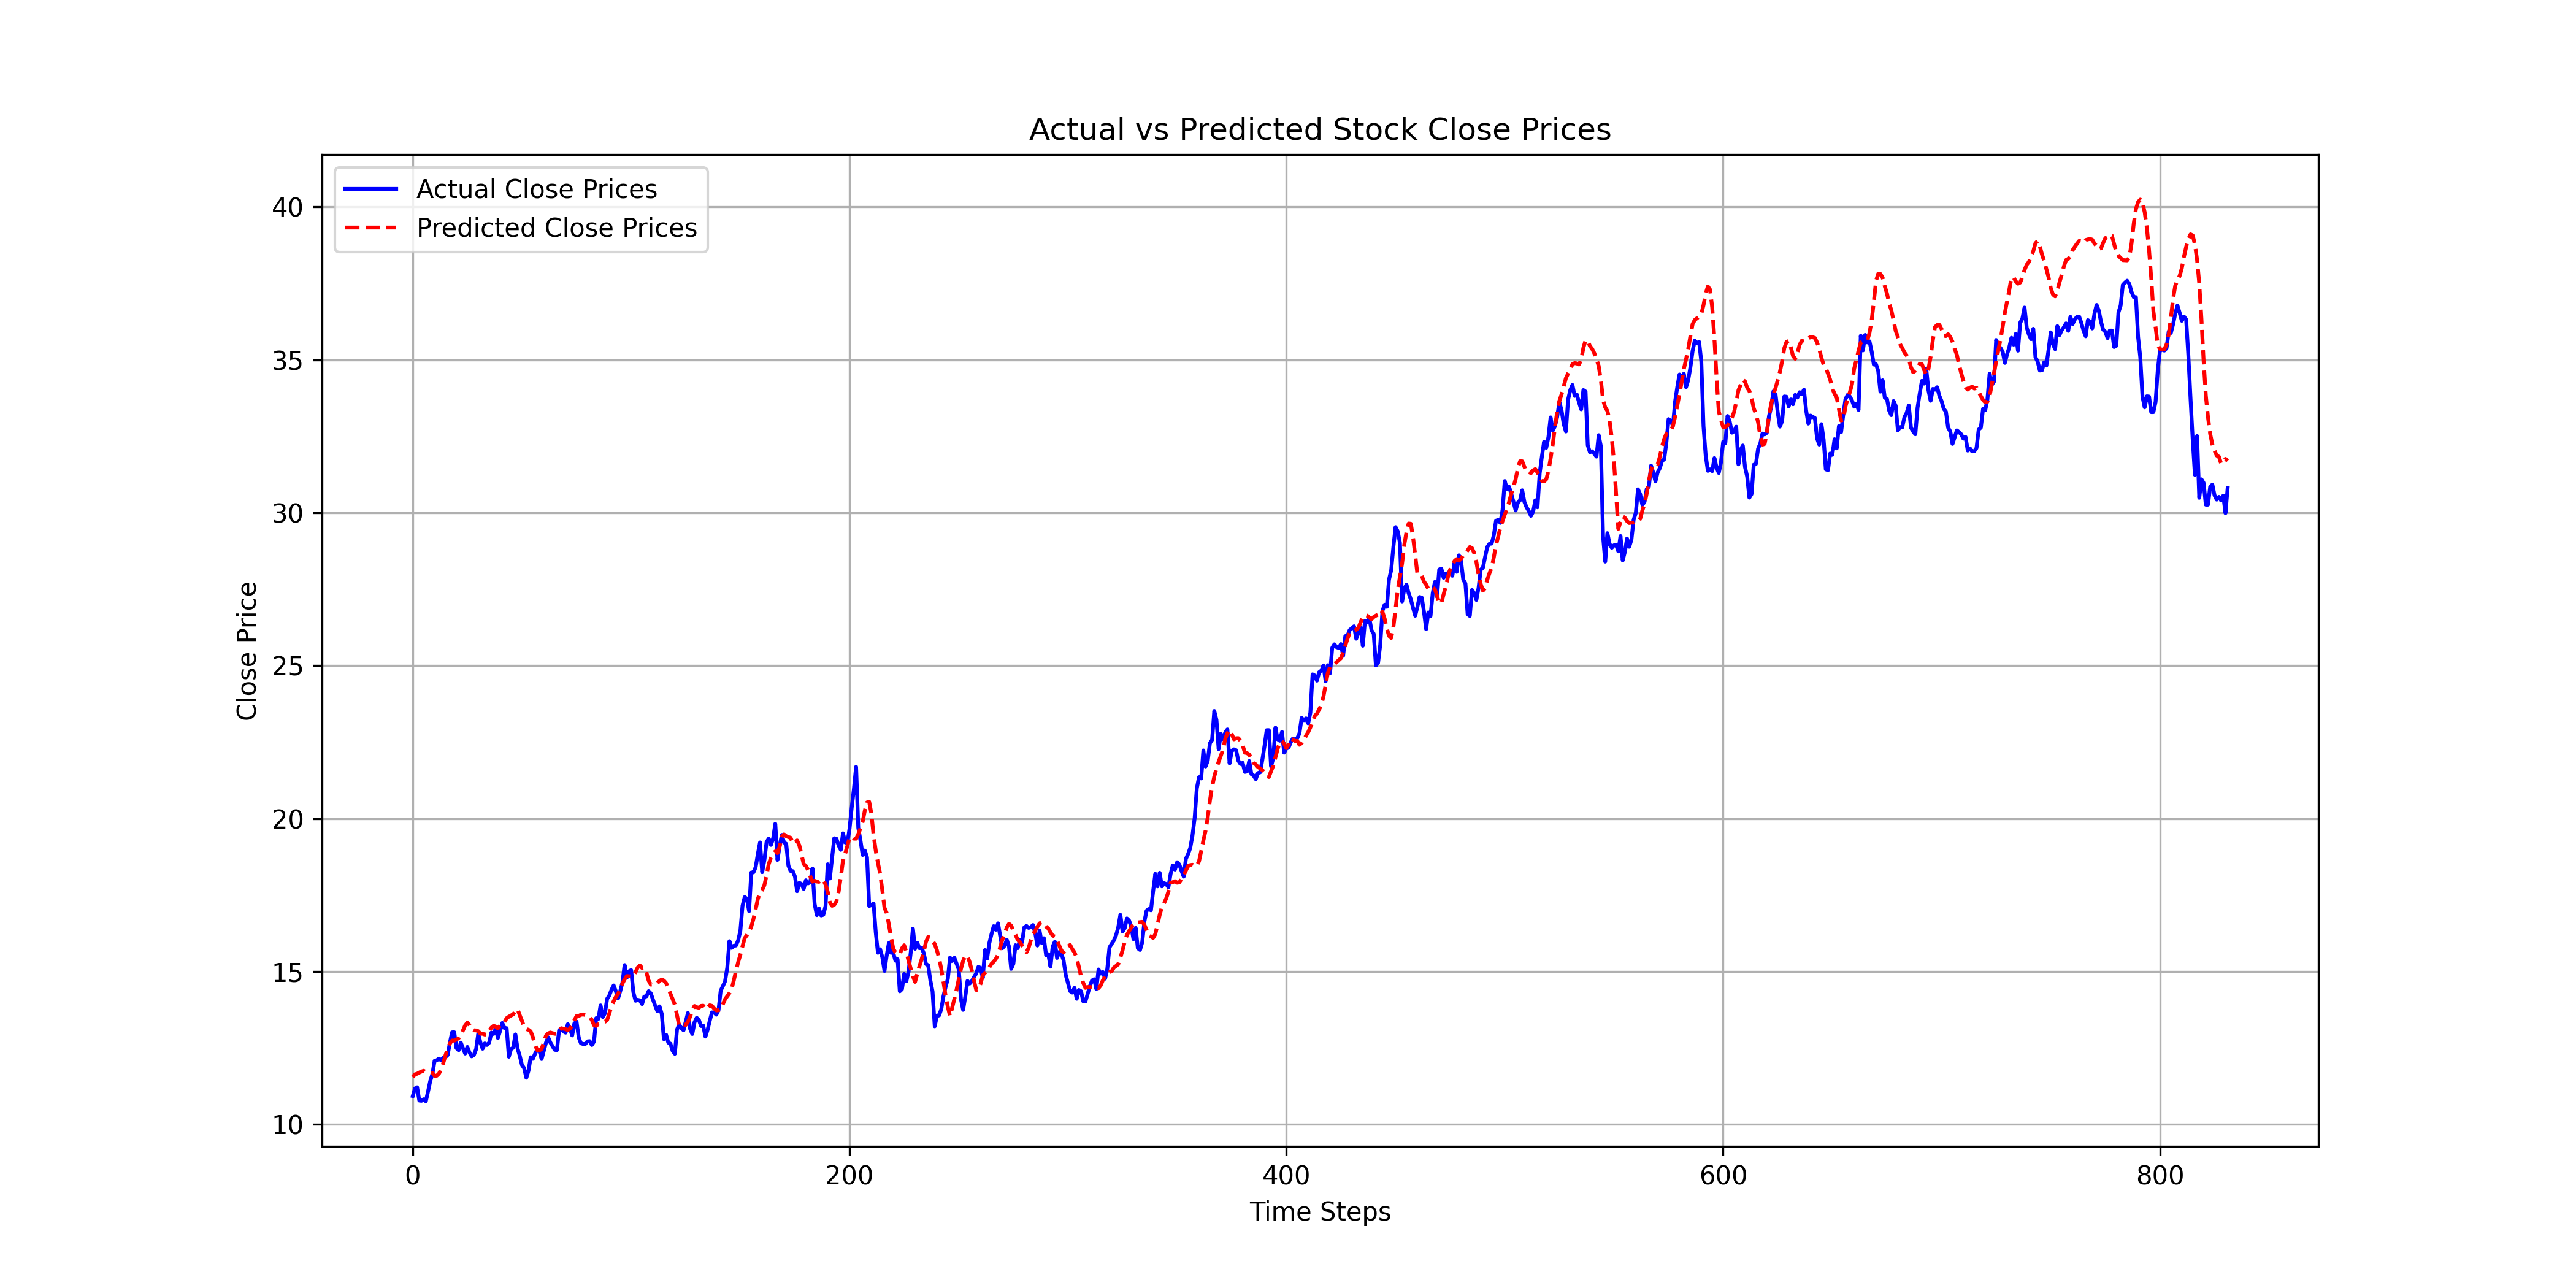 Actual vs Predicted Stock Close Prices
Actual Close Prices
Predicted Close Prices
40
35
30
25
20
15
10
Close Price
0 200 400 600 800
Time Steps